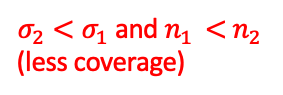 σ₂ < σ₁ and n₁ < n₂
(less coverage)